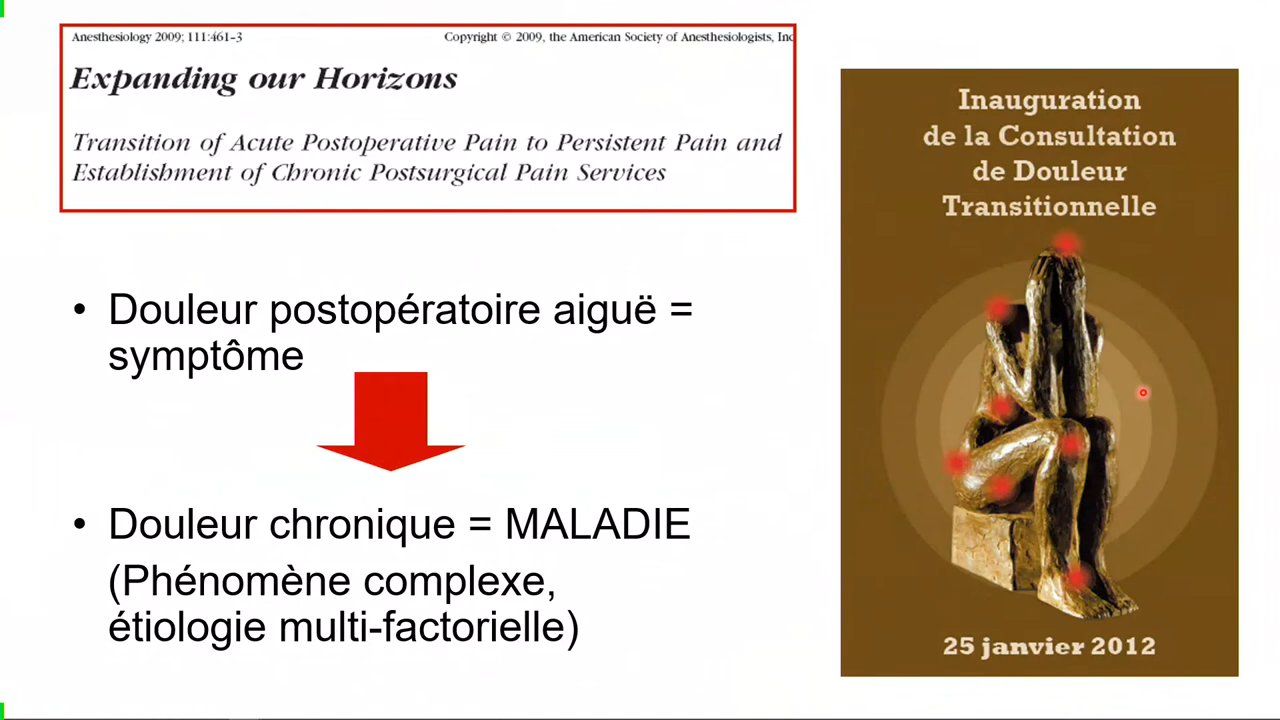 Anesthesiology 2009; 111:461–3
Copyright © 2009, the American Society of Anesthesiologists, Inc
Expanding our Horizons
Transition of Acute Postoperative Pain to Persistent Pain and
Establishment of Chronic Postsurgical Pain Services
• Douleur postopératoire aiguë =
symptôme
• Douleur chronique = MALADIE
(Phénomène complexe,
étiologie multi-factorielle)
Inauguration
de la Consultation
de Douleur
Transitionnelle
25 janvier 2012